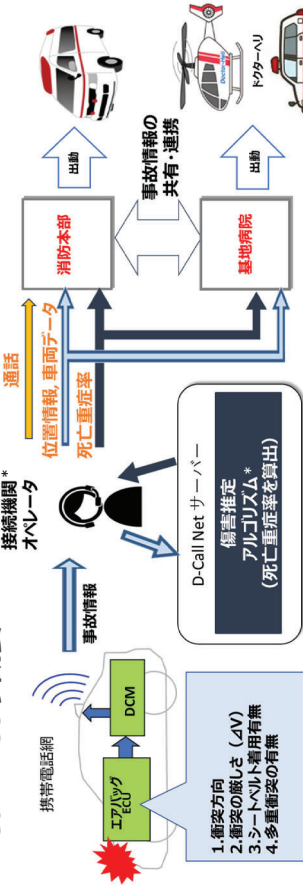 携帯電話網
エアバッグ
ECU
DCM
1.衝突方向
2.衝突の厳しさ（⊿V）
3.シートベルト着用有無
4.多重衝突の有無
事故情報
接続機関*
オペレータ
D-Call Net サーバー
傷害推定
アルゴリズム*
（死亡重症率を算出）
通話
位置情報, 車両データ
死亡重症率
消防本部
事故情報の
共有・連携
基地病院
出動
出動
ドクターヘリ